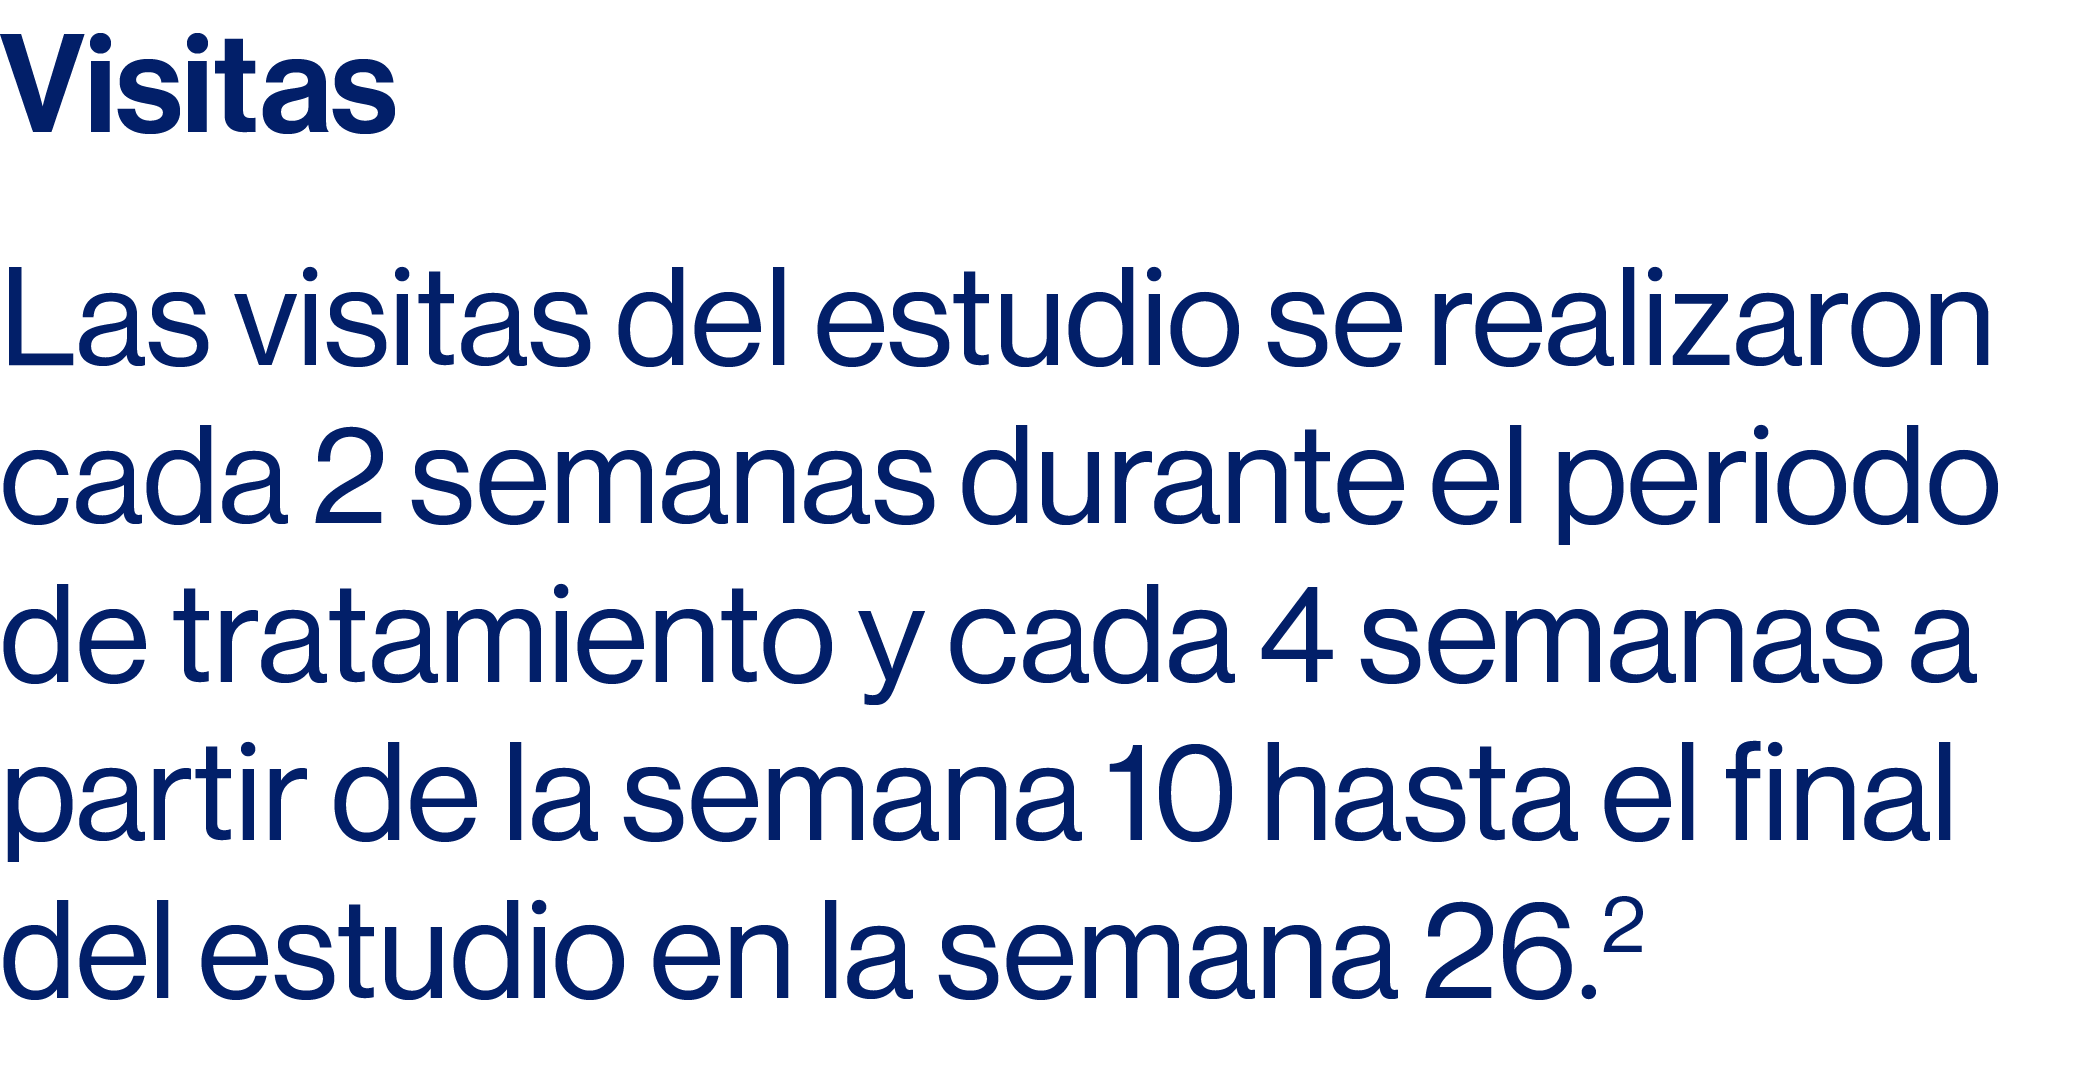 Visitas
Las visitas del estudio se realizaron
cada 2 semanas durante el periodo
de tratamiento y cada 4 semanas a
partir de la semana 10 hasta el final
del estudio en la semana 26.²